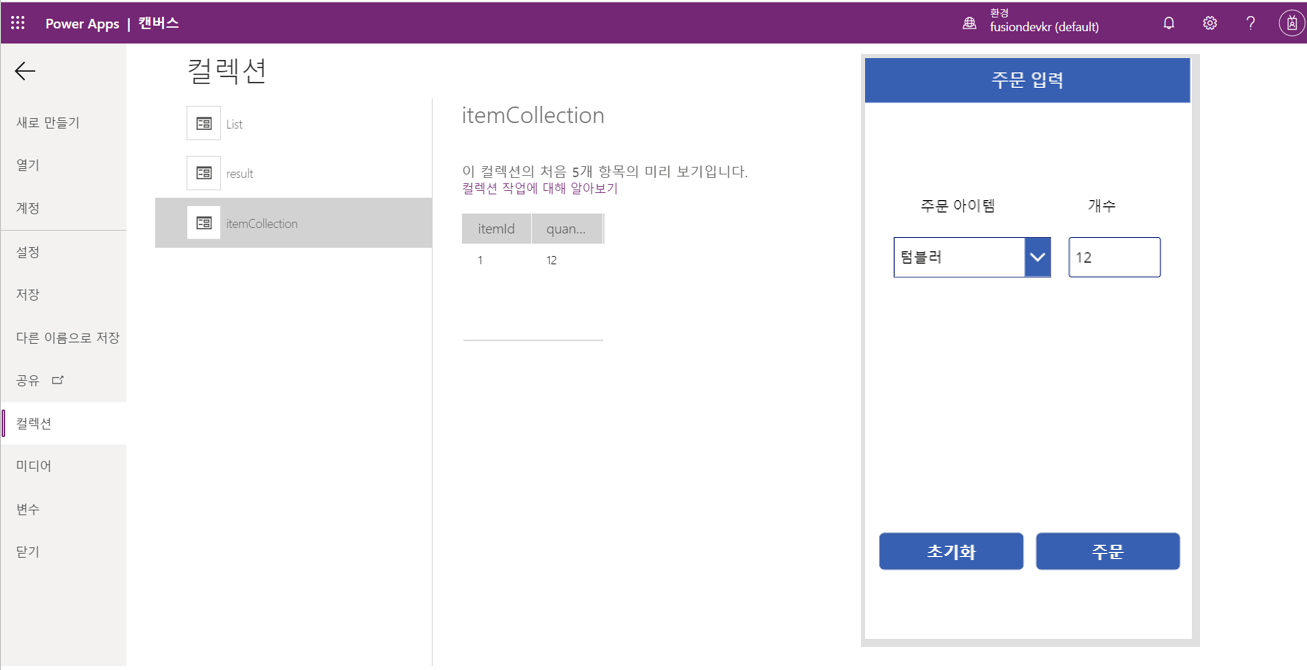 Power Apps | 캔버스
환경
fusiondevkr (default)
?
새로 만들기
열기
계정
설정
저장
다른 이름으로 저장
공유
컬렉션
미디어
변수
닫기
컬렉션
List
result
itemCollection
itemCollection
이 컬렉션의 처음 5개 항목의 미리 보기입니다.
컬렉션 작업에 대해 알아보기
itemId quan...
1 12
주문 입력
주문 아이템 개수
텀블러 12
초기화 주문